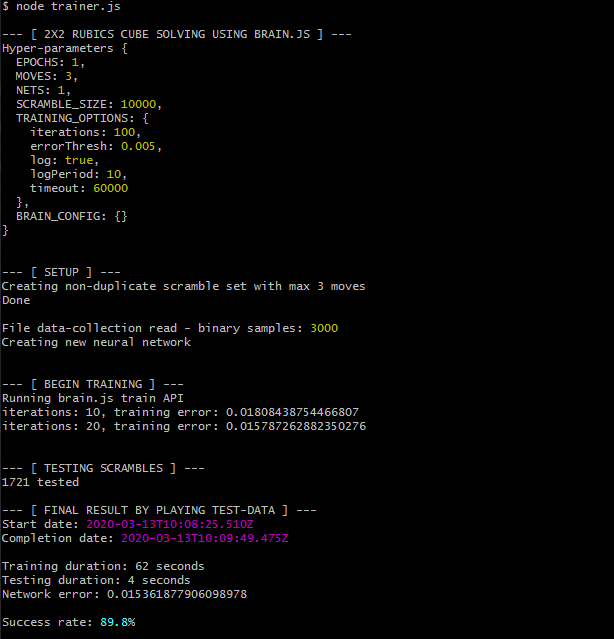 $ node trainer.js
--- [ 2X2 RUBICS CUBE SOLVING USING BRAIN.JS ] ---
Hyper-parameters {
  EPOCHS: 1,
  MOVES: 3,
  NETS: 1,
  SCRAMBLE_SIZE: 10000,
  TRAINING_OPTIONS: {
    iterations: 100,
    errorThresh: 0.005,
    log: true,
    logPeriod: 10,
    timeout: 60000
  },
  BRAIN_CONFIG: {}
}
--- [ SETUP ] ---
Creating non-duplicate scramble set with max 3 moves
Done
File data-collection read - binary samples: 3000
Creating new neural network
--- [ BEGIN TRAINING ] ---
Running brain.js train API
iterations: 10, training error: 0.01808438754466807
iterations: 20, training error: 0.015787262882350276
--- [ TESTING SCRAMBLES ] ---
1721 tested
--- [ FINAL RESULT BY PLAYING TEST-DATA ] ---
Start date: 2020-03-13T10:08:25.510Z
Completion date: 2020-03-13T10:09:49.475Z
Training duration: 62 seconds
Testing duration: 4 seconds
Network error: 0.015361877906098978
Success rate: 89.8%